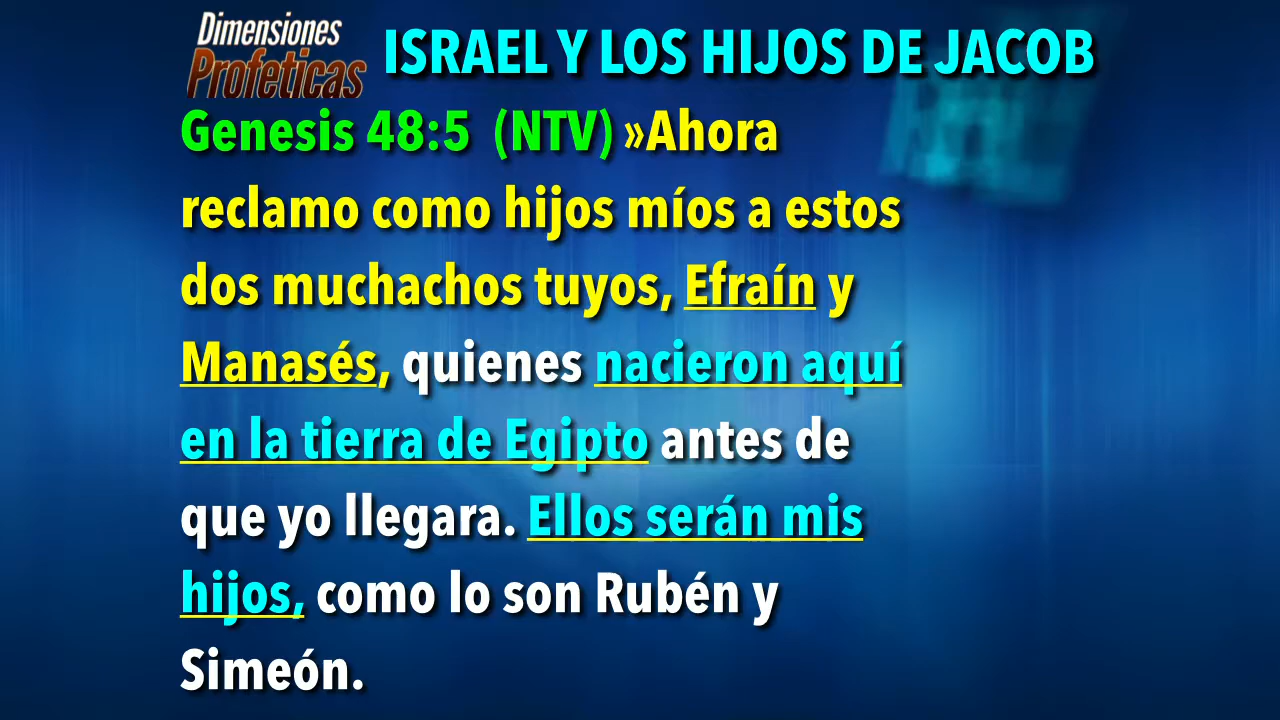 Dimensiones
Profeticas
ISRAEL Y LOS HIJOS DE JACOB
Genesis 48:5 (NTV) »Ahora
reclamo como hijos míos a estos
dos muchachos tuyos, Efraín y
Manasés, quienes nacieron aquí
en la tierra de Egipto antes de
que yo llegara. Ellos serán mis
hijos, como lo son Rubén y
Simeón.